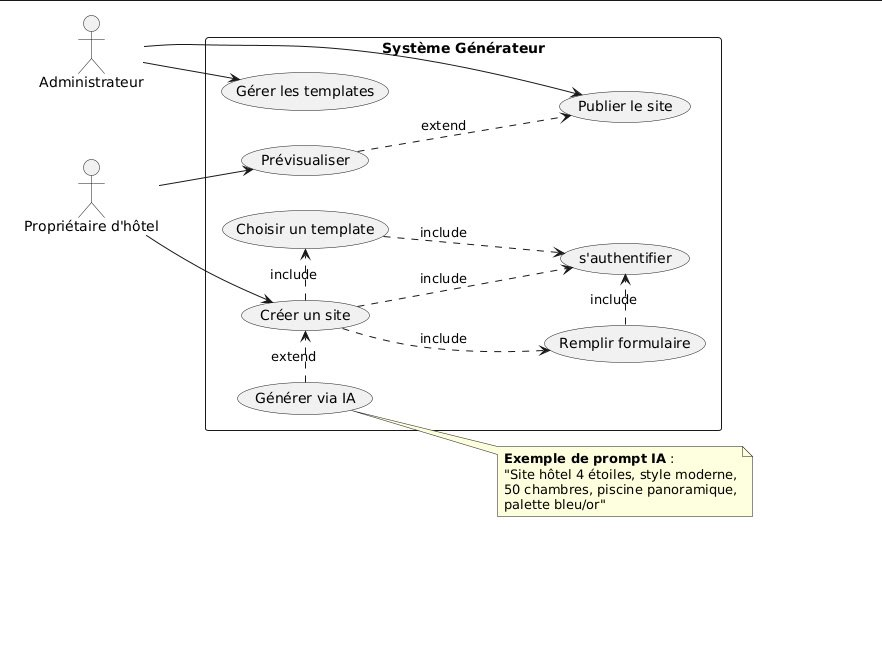 Système Générateur
Administrateur
Gérer les templates
Publier le site
extend
Prévisualiser
Propriétaire d'hôtel
Choisir un template
include
s'authentifier
include
include
include
Créer un site
include
Remplir formulaire
extend
Générer via IA
Exemple de prompt IA :
"Site hôtel 4 étoiles, style moderne,
50 chambres, piscine panoramique,
palette bleu/or"